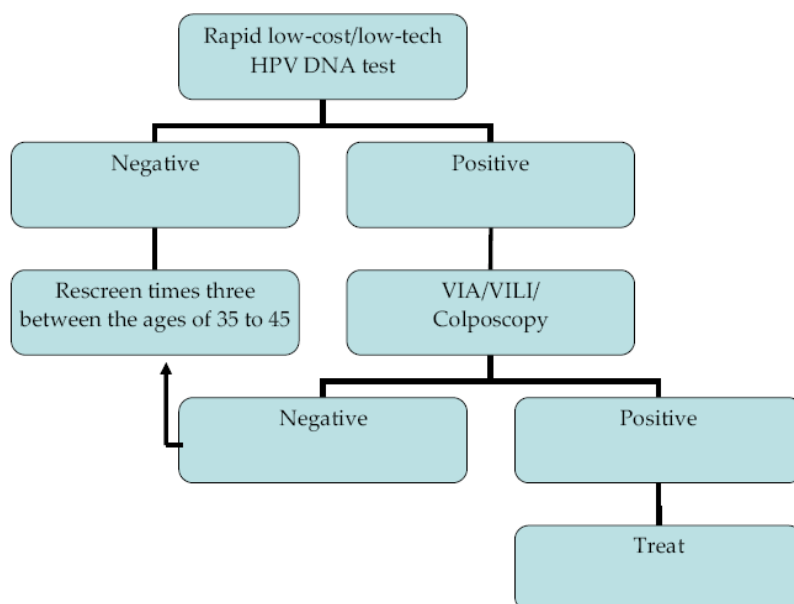 Rapid low-cost/low-tech
HPV DNA test
Negative
Positive
Rescreen times three
between the ages of 35 to 45
VIA/VILI/
Colposcopy
Negative
Positive
Treat